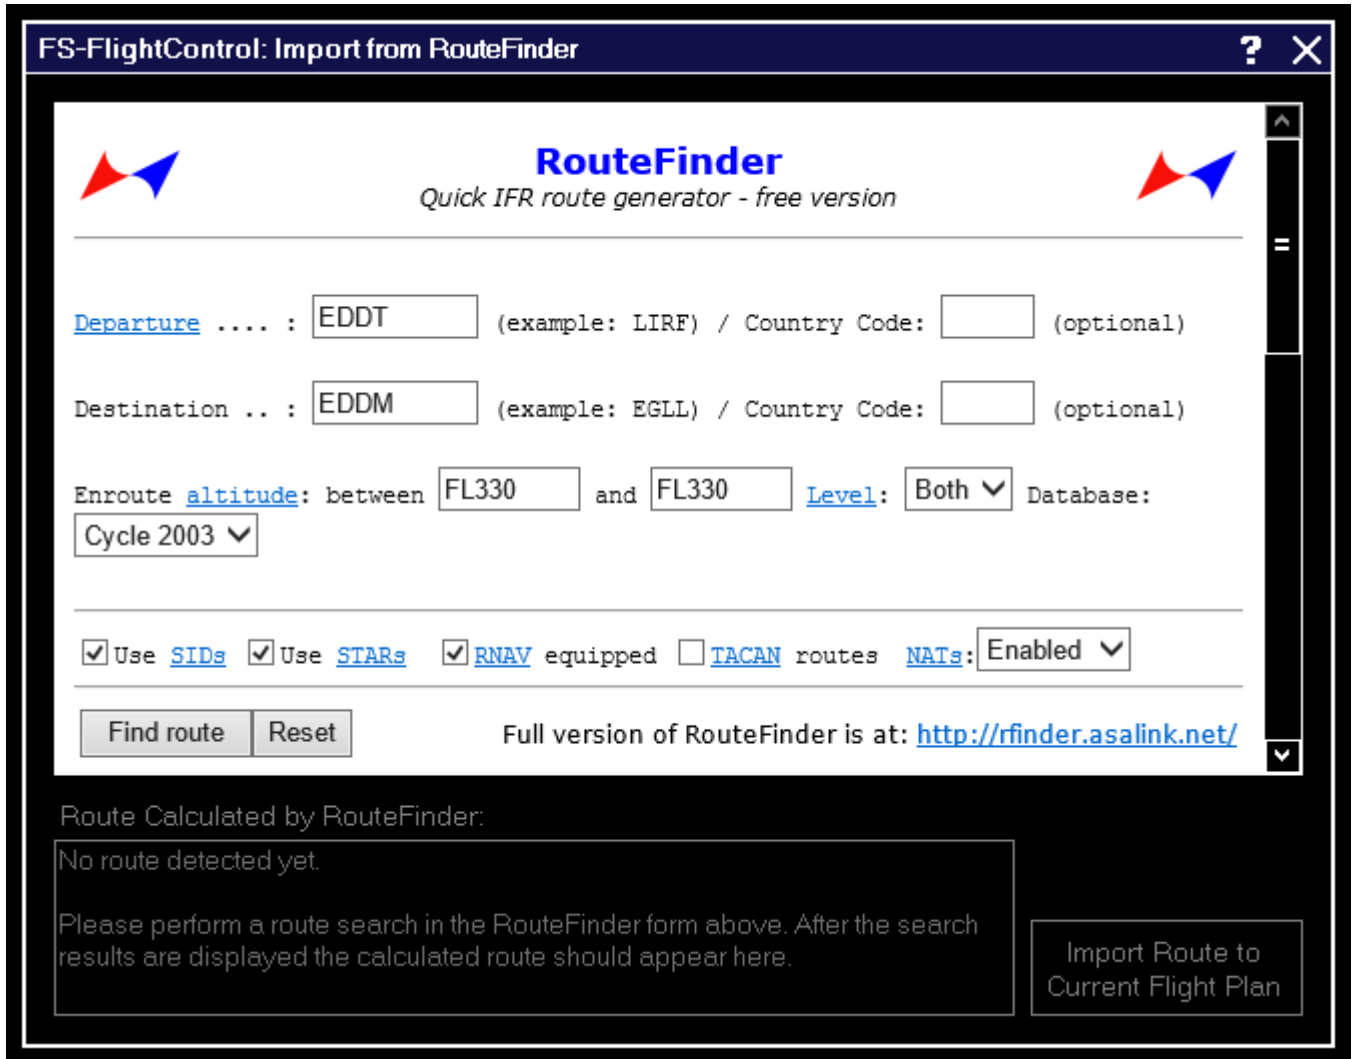 FS-FlightControl: Import from RouteFinder ? X
RouteFinder
Quick IFR route generator - free version
Departure .... : EDDT (example: LIRF) / Country Code: (optional)
Destination .. : EDDM (example: EGLL) / Country Code: (optional)
Enroute altitude: between FL330 and FL330 Level: Both Database:
Cycle 2003
Use SIDs Use STARs RNAV equipped TACAN routes NATs: Enabled
Find route Reset Full version of RouteFinder is at: http://rfinder.asalink.net/
Route Calculated by RouteFinder:
No route detected yet.
Please perform a route search in the RouteFinder form above. After the search
results are displayed the calculated route should appear here.
Import Route to
Current Flight Plan